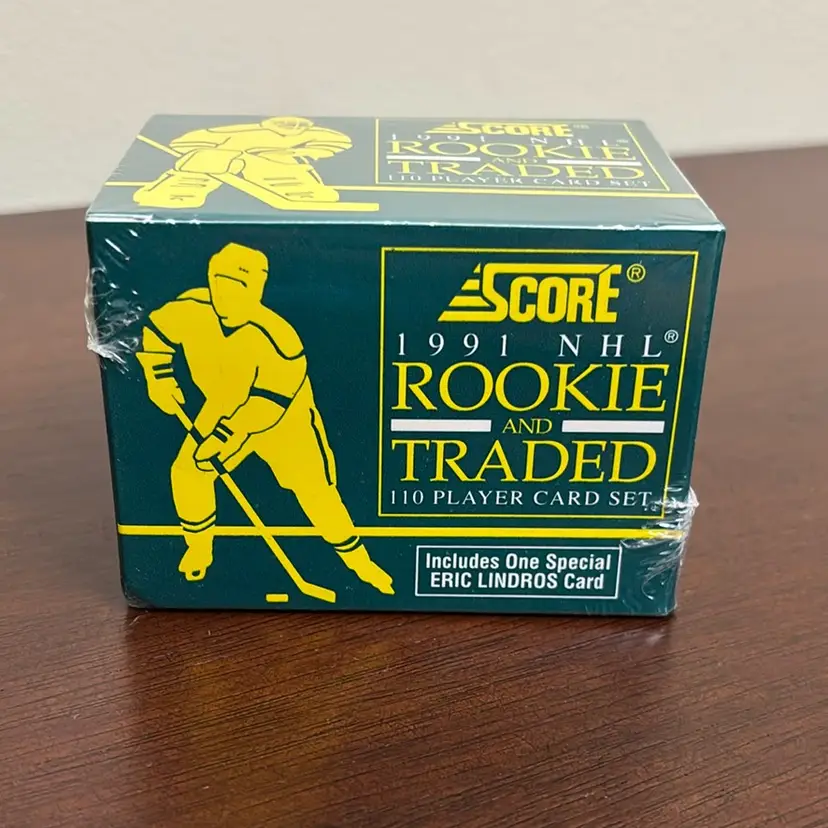 SCORE
1991 NHL
ROOKIE
AND
TRADED
110 PLAYER CARD SET
SCORE®
1991 NHL®
ROOKIE
AND
TRADED
110 PLAYER CARD SET
Includes One Special
ERIC LINDROS Card